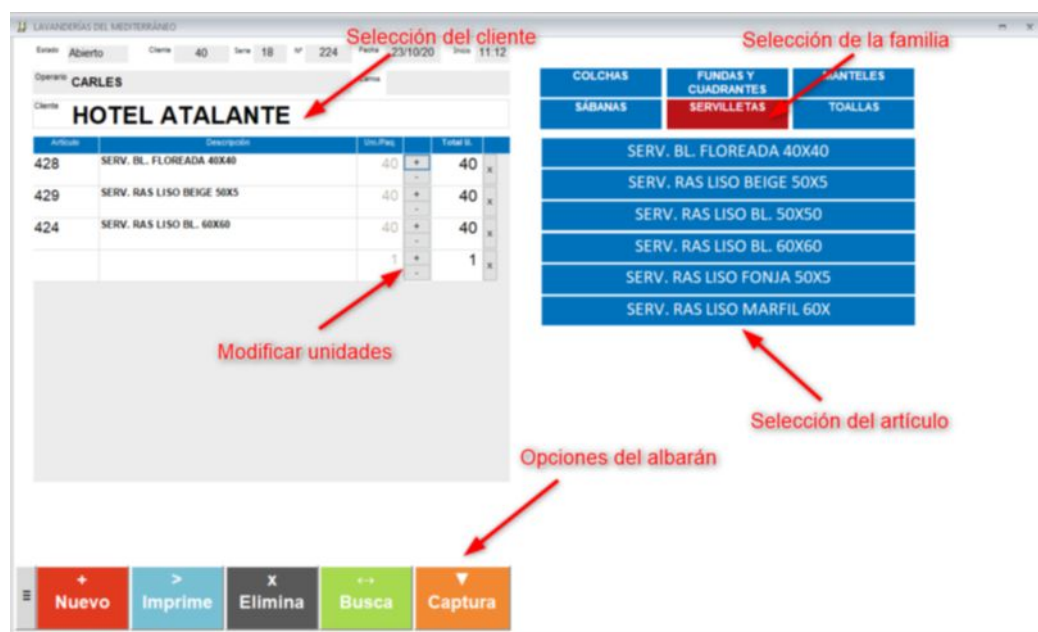 LAVANDERÍAS DEL MEDITERRÁNEO
Selección del cliente
Selección de la familia
Estado Abierto Cliente 40 Serie 18 Nº 224 Fecha 23/10/20 Inicio 11:12
Operario CARLES
Cliente HOTEL ATALANTE
COLCHAS FUNDAS Y CUADRANTES MANTELES
SÁBANAS SERVILLETAS TOALLAS
Artículo Descripción Uni./Paq. Total U.
428 SERV. BL. FLOREADA 40X40 40 + - 40 x
429 SERV. RAS LISO BEIGE 50X5 40 + - 40 x
424 SERV. RAS LISO BL. 60X60 40 + - 40 x
1 + - 1 x
SERV. BL. FLOREADA 40X40
SERV. RAS LISO BEIGE 50X5
SERV. RAS LISO BL. 50X50
SERV. RAS LISO BL. 60X60
SERV. RAS LISO FONJA 50X5
SERV. RAS LISO MARFIL 60X
Modificar unidades
Selección del artículo
Opciones del albarán
+ Nuevo
> Imprime
x Elimina
Busca
Captura